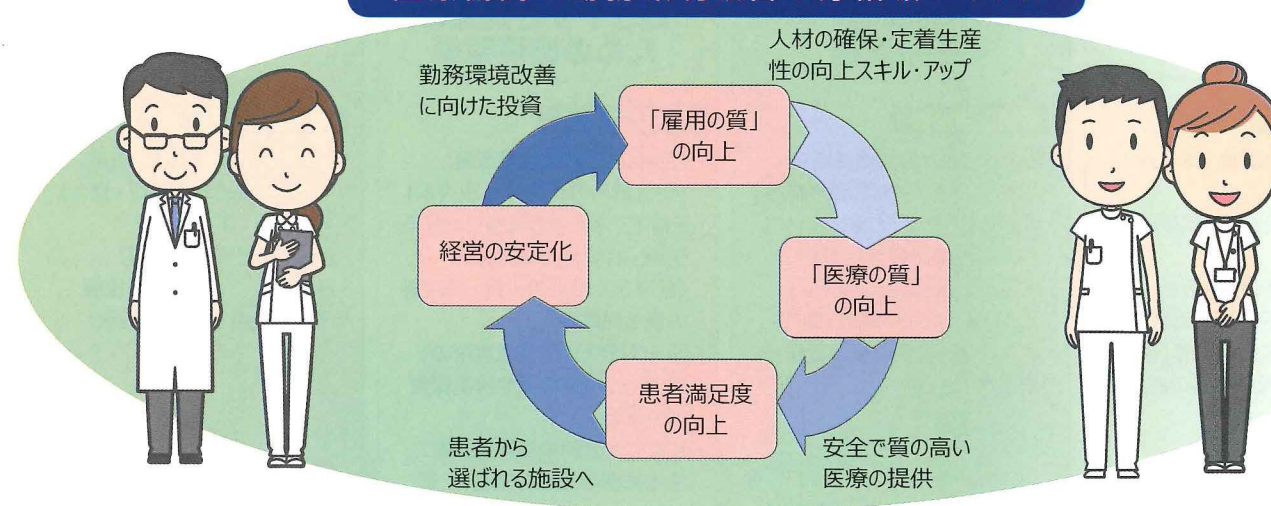 人材の確保・定着生産
性の向上スキル・アップ
勤務環境改善
に向けた投資
「雇用の質」
の向上
経営の安定化
「医療の質」
の向上
患者満足度
の向上
患者から
選ばれる施設へ
安全で質の高い
医療の提供